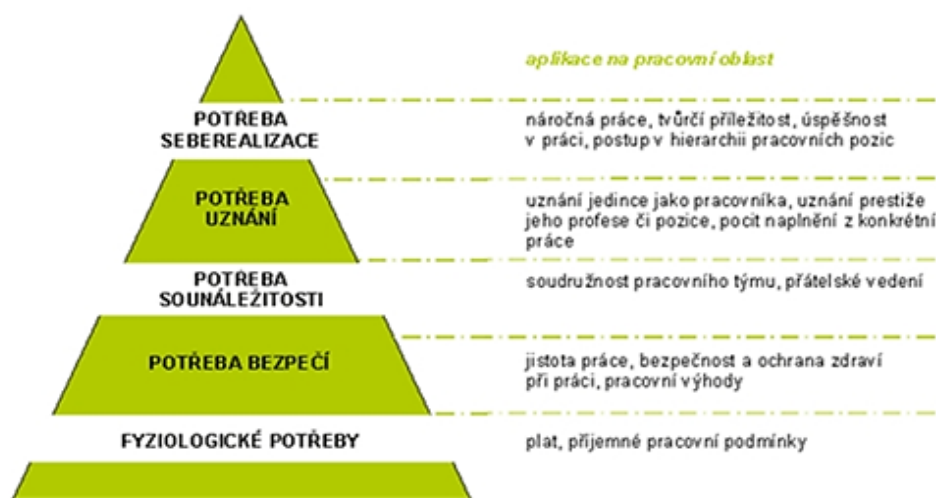 aplikace na pracovní oblast
POTŘEBA
SEBEREALIZACE
náročná práce, tvůrčí příležitost, úspěšnost
v práci, postup v hierarchii pracovních pozic
POTŘEBA
UZNÁNÍ
uznání jedince jako pracovníka, uznání prestiže
jeho profese či pozice, pocit naplnění z konkrétní
práce
POTŘEBA
SOUNÁLEŽITOSTI
soudružnost pracovního týmu, přátelské vedení
POTŘEBA BEZPEČÍ
jistota práce, bezpečnost a ochrana zdraví
při práci, pracovní výhody
FYZIOLOGICKÉ POTŘEBY
plat, příjemné pracovní podmínky